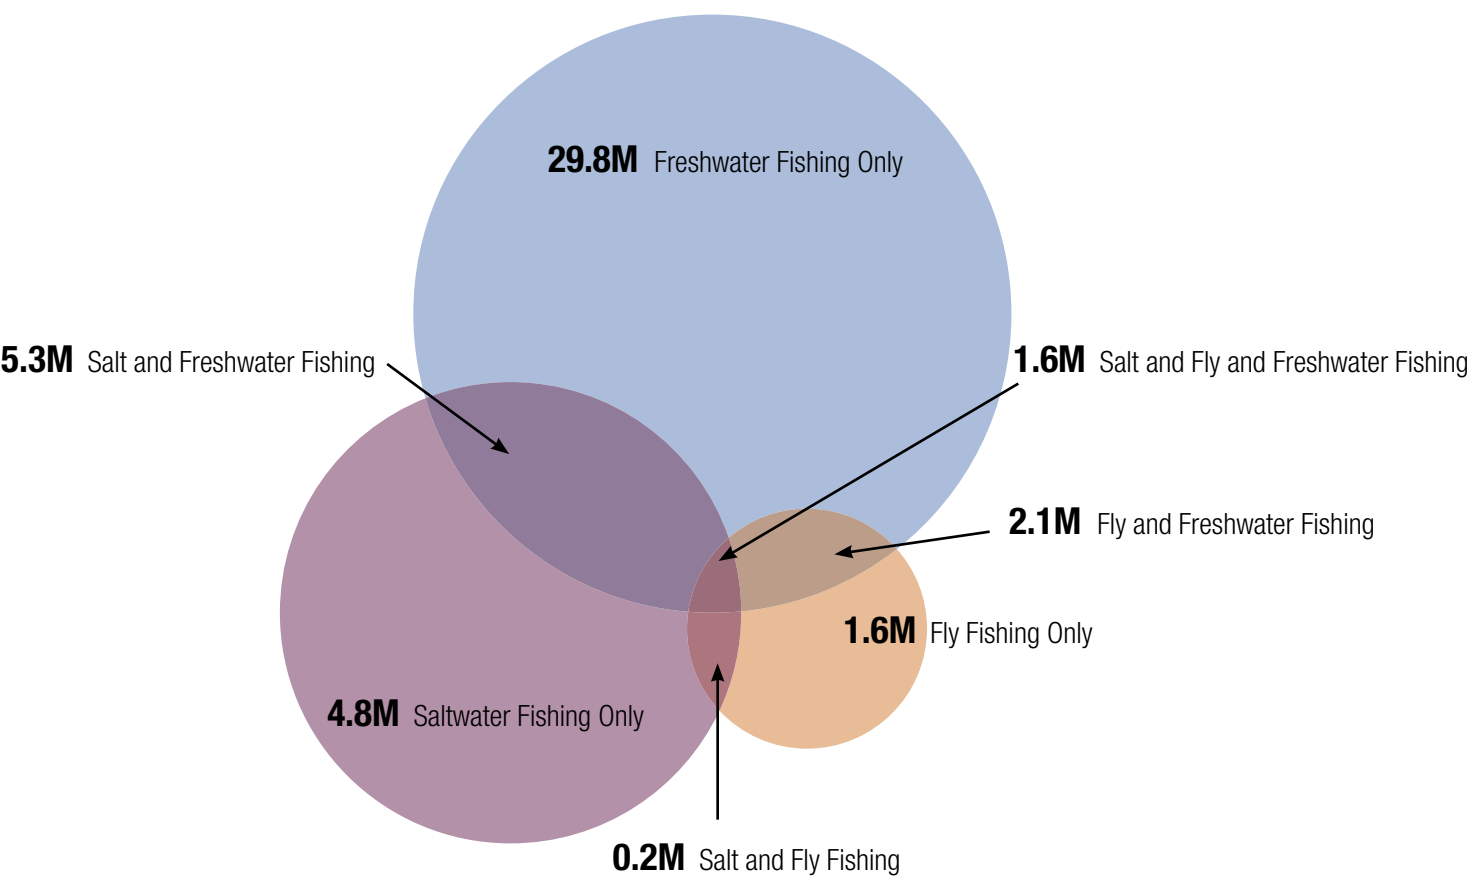 29.8M Freshwater Fishing Only
5.3M Salt and Freshwater Fishing
1.6M Salt and Fly and Freshwater Fishing
2.1M Fly and Freshwater Fishing
1.6M Fly Fishing Only
4.8M Saltwater Fishing Only
0.2M Salt and Fly Fishing